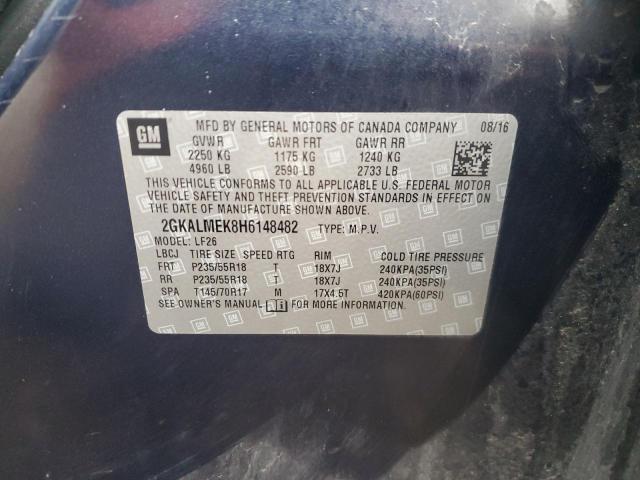 GM
MFD BY GENERAL MOTORS OF CANADA COMPANY 08/16
GVWR GAWR FRT GAWR RR
2250 KG 1175 KG 1240 KG
4960 LB 2590 LB 2733 LB
THIS VEHICLE CONFORMS TO ALL APPLICABLE U.S. FEDERAL MOTOR
VEHICLE SAFETY AND THEFT PREVENTION STANDARDS IN EFFECT ON
THE DATE OF MANUFACTURE SHOWN ABOVE.
2GKALMEK8H6148482 TYPE: M.P.V.
MODEL: LF26
LBCJ TIRE SIZE SPEED RTG RIM COLD TIRE PRESSURE
FRT P235/55R18 T 18X7J 240KPA(35PSI)
RR P235/55R18 T 18X7J 240KPA(35PSI)
SPA T145/70R17 M 17X4.5T 420KPA(60PSI)
SEE OWNER'S MANUAL FOR MORE INFORMATION.